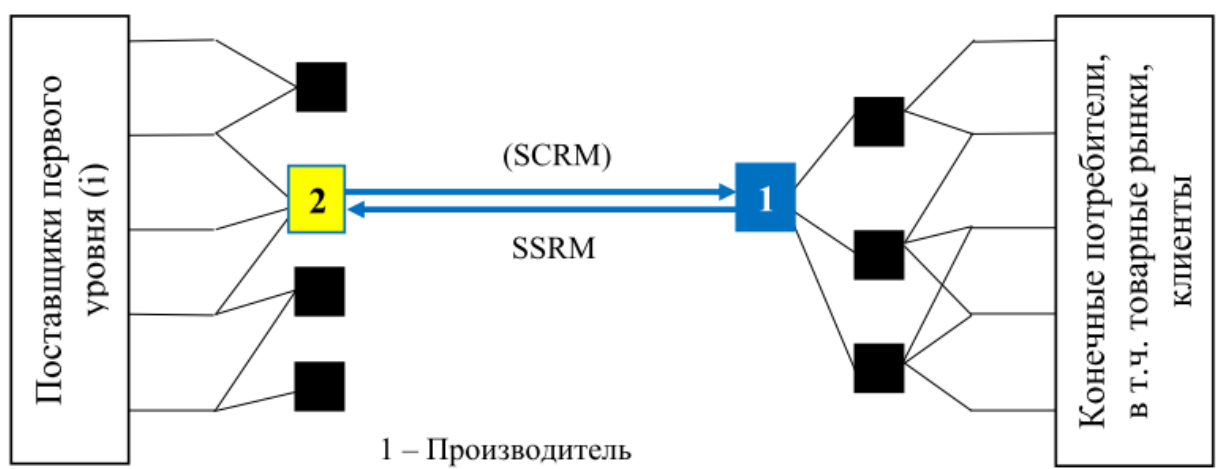 Поставщики первого
уровня (i)
2
(SCRM)
SSRM
1
1 – Производитель
Конечные потребители,
в т.ч. товарные рынки,
клиенты